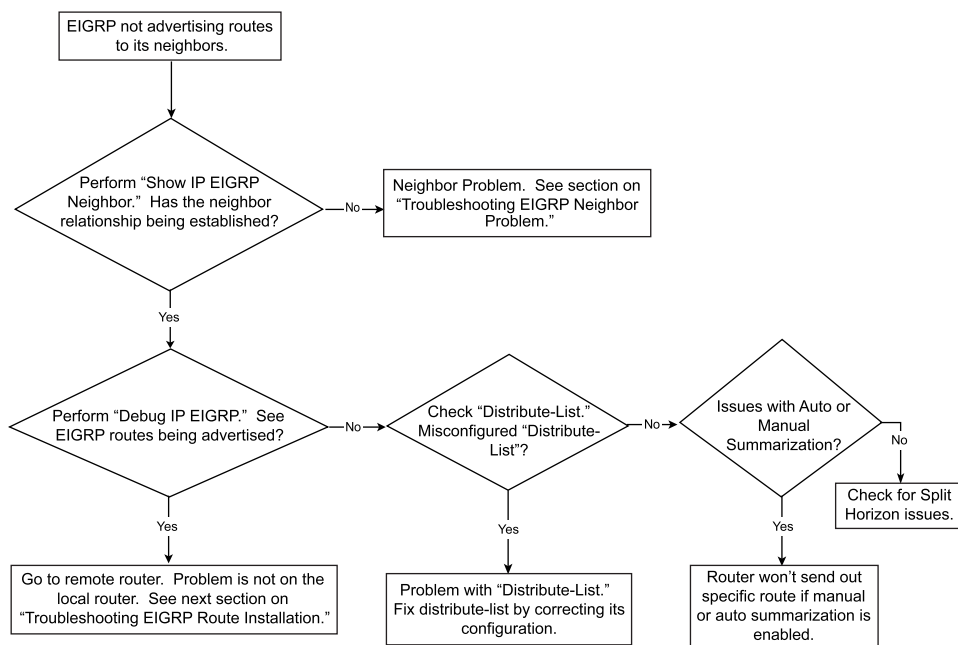 EIGRP not advertising routes
to its neighbors.
Perform “Show IP EIGRP
Neighbor.” Has the neighbor
relationship being established?
No
Neighbor Problem. See section on
“Troubleshooting EIGRP Neighbor
Problem.”
Yes
Perform “Debug IP EIGRP.” See
EIGRP routes being advertised?
No
Check “Distribute-List.”
Misconfigured “Distribute-
List”?
No
Issues with Auto or
Manual
Summarization?
No
Check for Split
Horizon issues.
Yes
Go to remote router. Problem is not on the
local router. See next section on
“Troubleshooting EIGRP Route Installation.”
Yes
Problem with “Distribute-List.”
Fix distribute-list by correcting its
configuration.
Yes
Router won’t send out
specific route if manual
or auto summarization is
enabled.